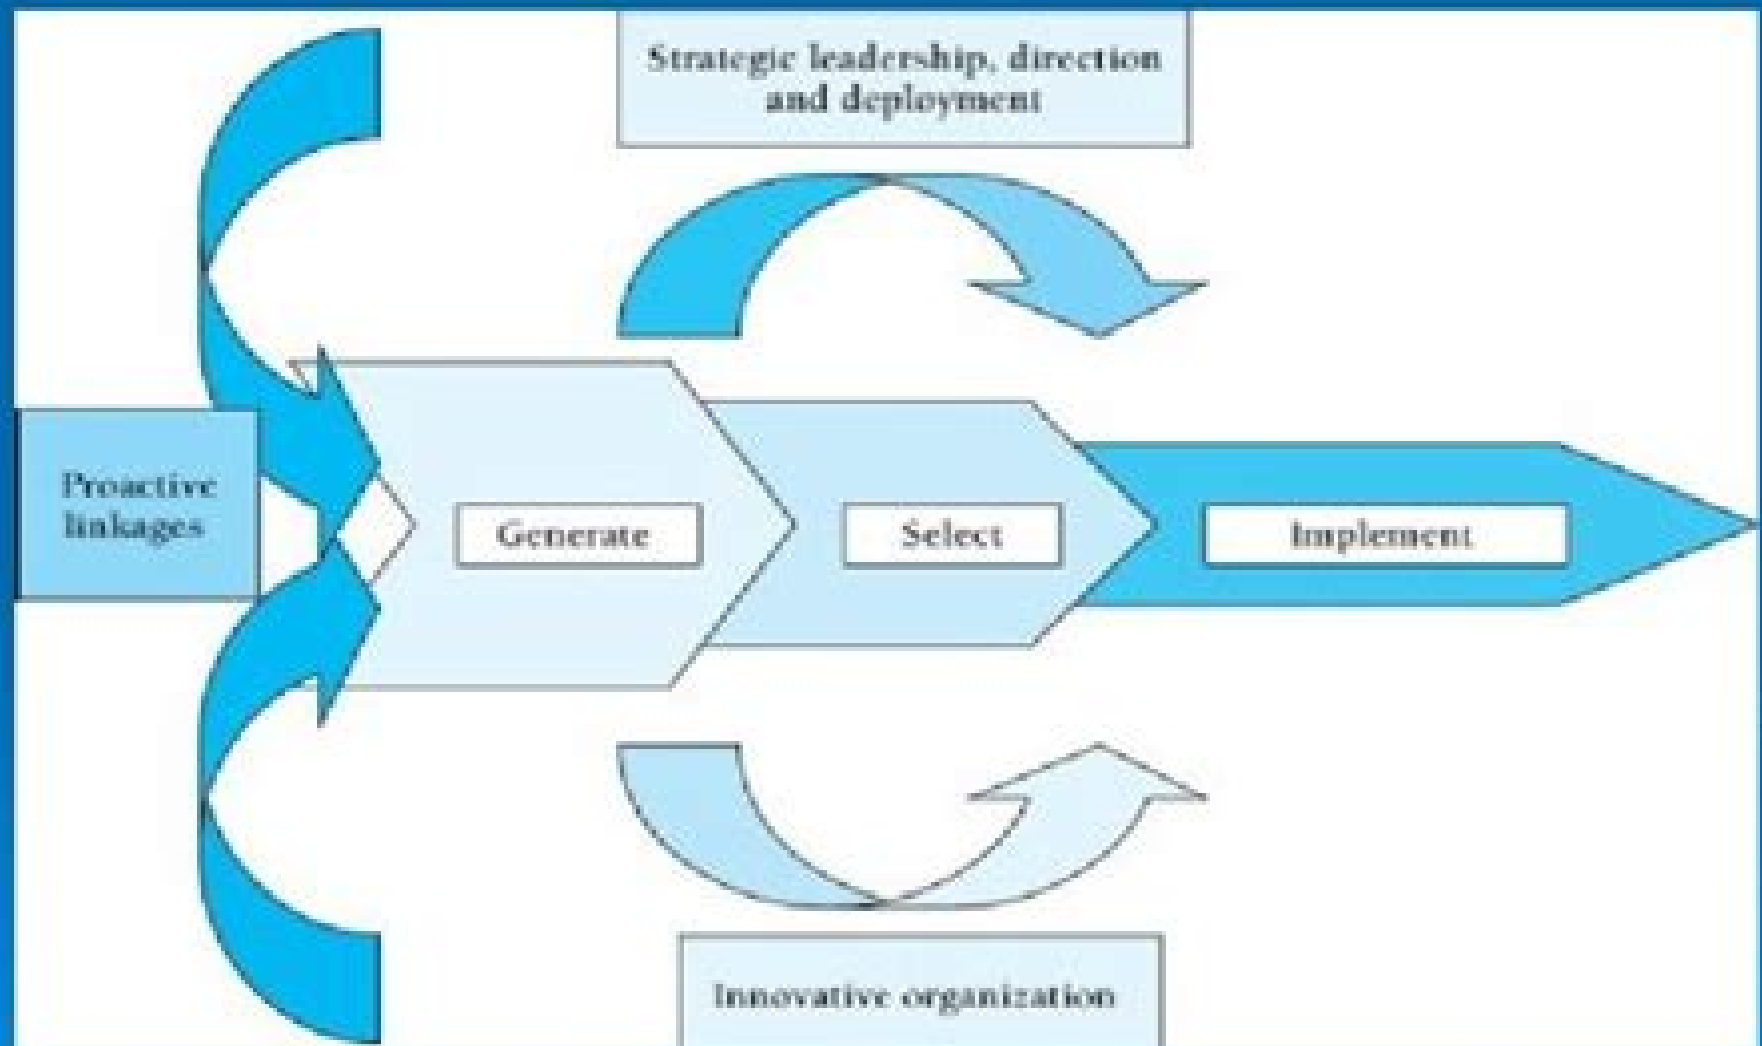 Strategic leadership, direction
and deployment
Proactive
linkages
Generate
Select
Implement
Innovative organization